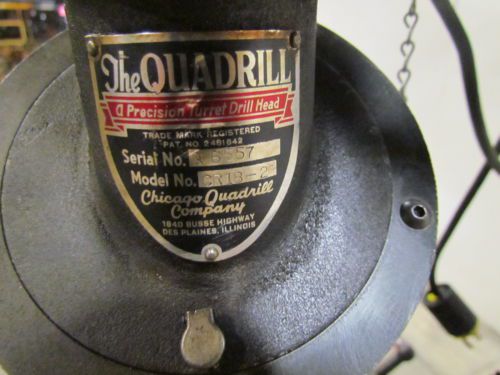 The QUADRILL
a Precision Turret Drill Head
TRADE MARK REGISTERED
PAT. NO. 2461642
Serial No.
Model No.
Chicago Quadrill
Company
1840 BUSSE HIGHWAY
DES PLAINES, ILLINOIS